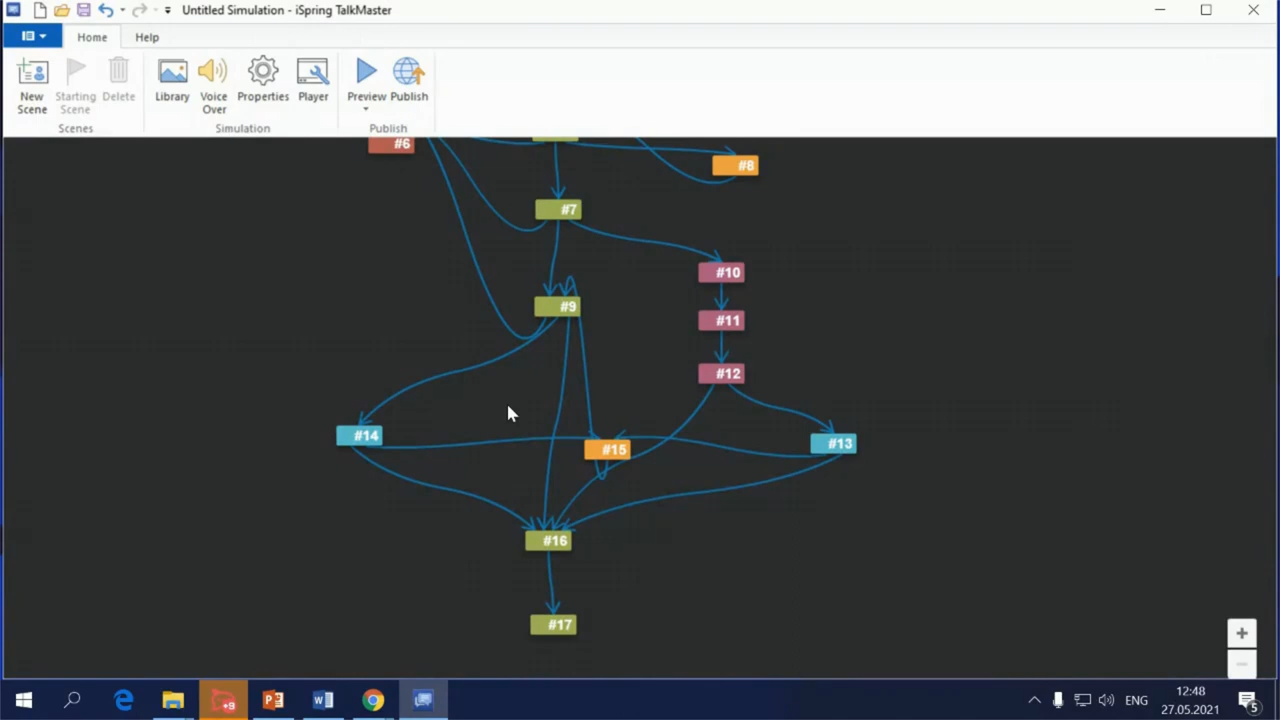 Untitled Simulation - iSpring TalkMaster
Home Help
New Scene
Starting Scene
Delete
Library
Voice Over
Properties
Player
Preview
Publish
Scenes
Simulation
Publish
#6
#8
#7
#10
#9
#11
#12
#14
#15
#13
#16
#17
+9
ENG
12:48
27.05.2021
5